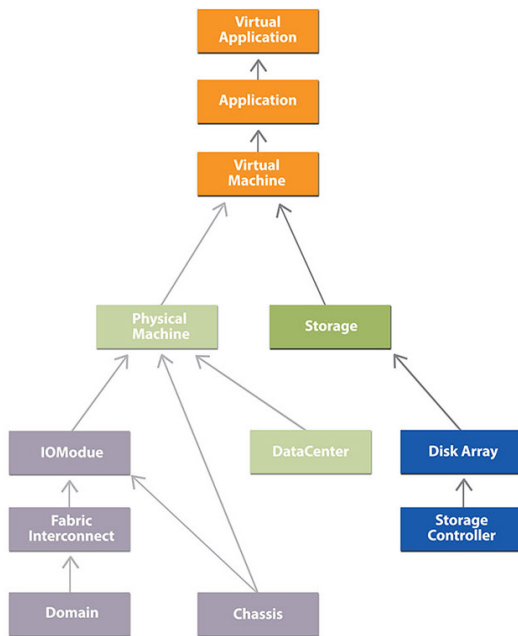 Virtual
Application
Application
Virtual
Machine
Physical
Machine
Storage
IOModue
DataCenter
Disk Array
Fabric
Interconnect
Storage
Controller
Domain
Chassis